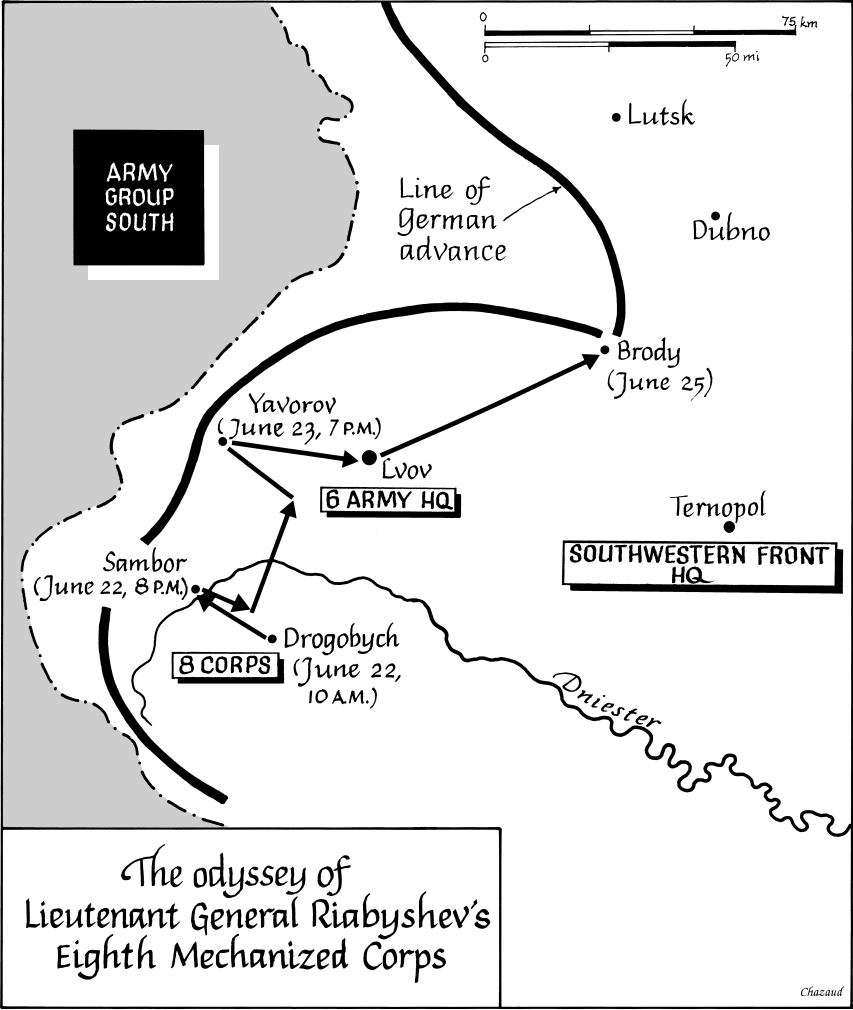 0
75 km
0
50 mi
Lutsk
ARMY
GROUP
SOUTH
Line of
German
advance
Dubno
Brody
(June 25)
Yavorov
(June 23, 7 P.M.)
Lvov
6 ARMY HQ
Ternopol
SOUTHWESTERN FRONT
HQ
Sambor
(June 22, 8 P.M.)
Drogobych
(June 22,
10 A.M.)
8 CORPS
Dniester
The odyssey of
Lieutenant General Riabyshev's
Eighth Mechanized Corps
Chazaud